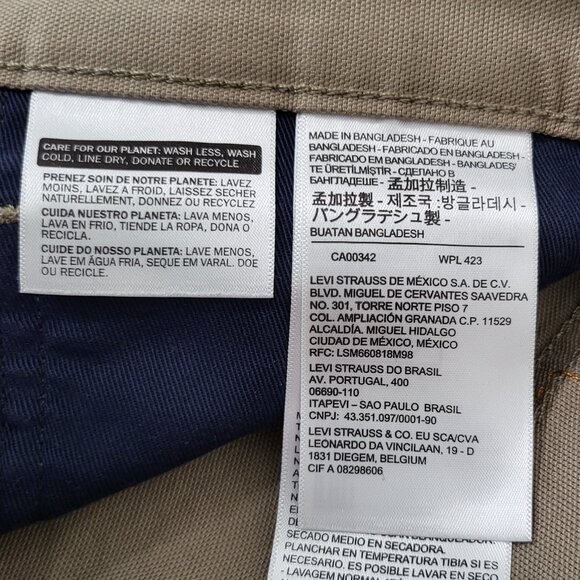 CARE FOR OUR PLANET: WASH LESS, WASH
COLD, LINE DRY, DONATE OR RECYCLE
PRENEZ SOIN DE NOTRE PLANETE: LAVEZ
MOINS, LAVEZ A FROID, LAISSEZ SECHER
NATURELLEMENT, DONNEZ OU RECYCLEZ
CUIDA NUESTRO PLANETA: LAVA MENOS,
LAVA EN FRIO, TIENDE LA ROPA, DONA O
RECICLA.
CUIDE DO NOSSO PLANETA: LAVE MENOS,
LAVE EM ÁGUA FRIA, SEQUE EM VARAL. DOE
OU RECICLE.
MADE IN BANGLADESH - FABRIQUE AU
BANGLADESH - FABRICADO EN BANGLADESH -
FABRICADO EM BANGLADESH - BANGLADEŞ'
TE ÜRETİLMİŞTİR - СДЕЛАНО В
БАНГЛАДЕШЕ - 孟加拉制造 -
孟加拉製 - 제조국 :방글라데시 -
バングラデシュ製 -
BUATAN BANGLADESH
CA00342 WPL 423
LEVI STRAUSS DE MÉXICO S.A. DE C.V.
BLVD. MIGUEL DE CERVANTES SAAVEDRA
NO. 301, TORRE NORTE PISO 7
COL. AMPLIACIÓN GRANADA C.P. 11529
ALCALDÍA. MIGUEL HIDALGO
CIUDAD DE MÉXICO, MÉXICO
RFC: LSM660818M98
LEVI STRAUSS DO BRASIL
AV. PORTUGAL, 400
06690-110
ITAPEVI – SAO PAULO BRASIL
CNPJ: 43.351.097/0001-90
LEVI STRAUSS & CO. EU SCA/CVA
LEONARDO DA VINCILAAN, 19 - D
1831 DIEGEM, BELGIUM
CIF A 08298606
SECADO MEDIO EN SECADORA.
PLANCHAR EN TEMPERATURA TIBIA SI ES
NECESARIO. ES POSIBLE LAVAR EN SECO
- LAVAGEM NORMAL